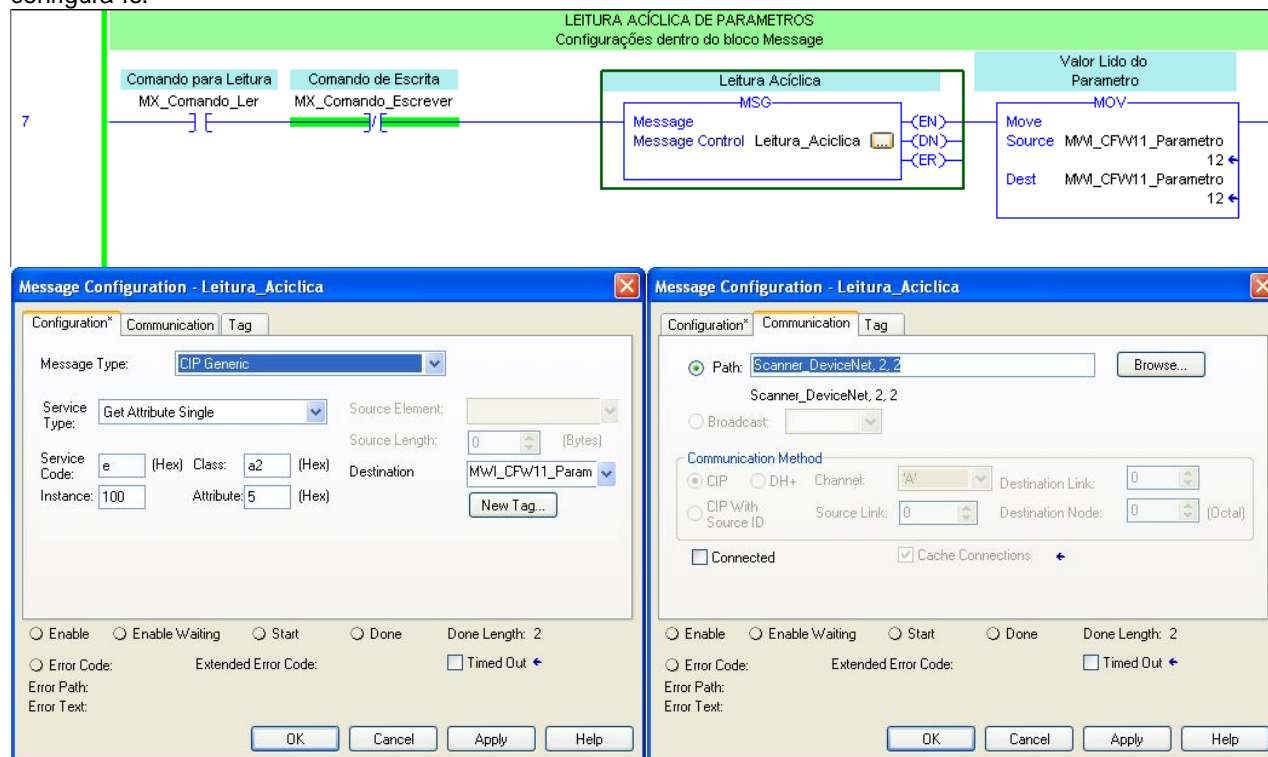 LEITURA ACÍCLICA DE PARAMETROS
Configurações dentro do bloco Message
Comando para Leitura
MX_Comando_Ler
Comando de Escrita
MX_Comando_Escrever
7
Leitura Acíclica
MSG
Message
Message Control Leitura_Aciclica ...
EN
DN
ER
Valor Lido do
Parametro
MOV
Move
Source MWI_CFW11_Parametro
12
Dest MWI_CFW11_Parametro
12
Message Configuration - Leitura_Aciclica
Configuration* Communication Tag
Message Type: CIP Generic
Service
Type: Get Attribute Single
Service
Code: e (Hex) Class: a2 (Hex)
Instance: 100 Attribute: 5 (Hex)
Source Element:
Source Length: 0 (Bytes)
Destination MWI_CFW11_Param
New Tag...
Enable Enable Waiting Start Done Done Length: 2
Error Code: Extended Error Code: Timed Out
Error Path:
Error Text:
OK Cancel Apply Help
Message Configuration - Leitura_Aciclica
Configuration* Communication Tag
Path: Scanner_DeviceNet, 2, 2 Browse...
Scanner_DeviceNet, 2, 2
Broadcast:
Communication Method
CIP DH+ Channel: 'A' Destination Link: 0
CIP With
Source ID Source Link: 0 Destination Node: 0 (Octal)
Connected Cache Connections
Enable Enable Waiting Start Done Done Length: 2
Error Code: Extended Error Code: Timed Out
Error Path:
Error Text:
OK Cancel Apply Help